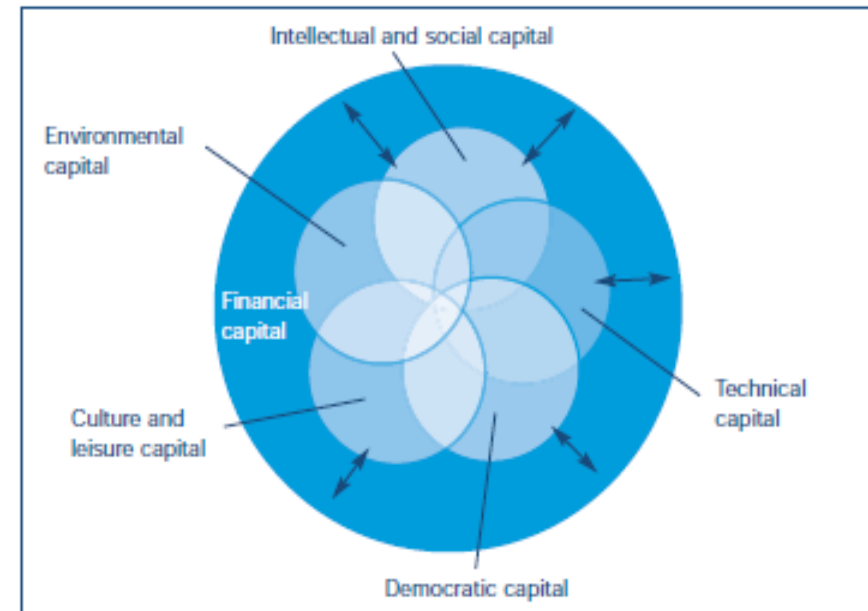 Intellectual and social capital
Environmental
capital
Financial
capital
Technical
capital
Culture and
leisure capital
Democratic capital